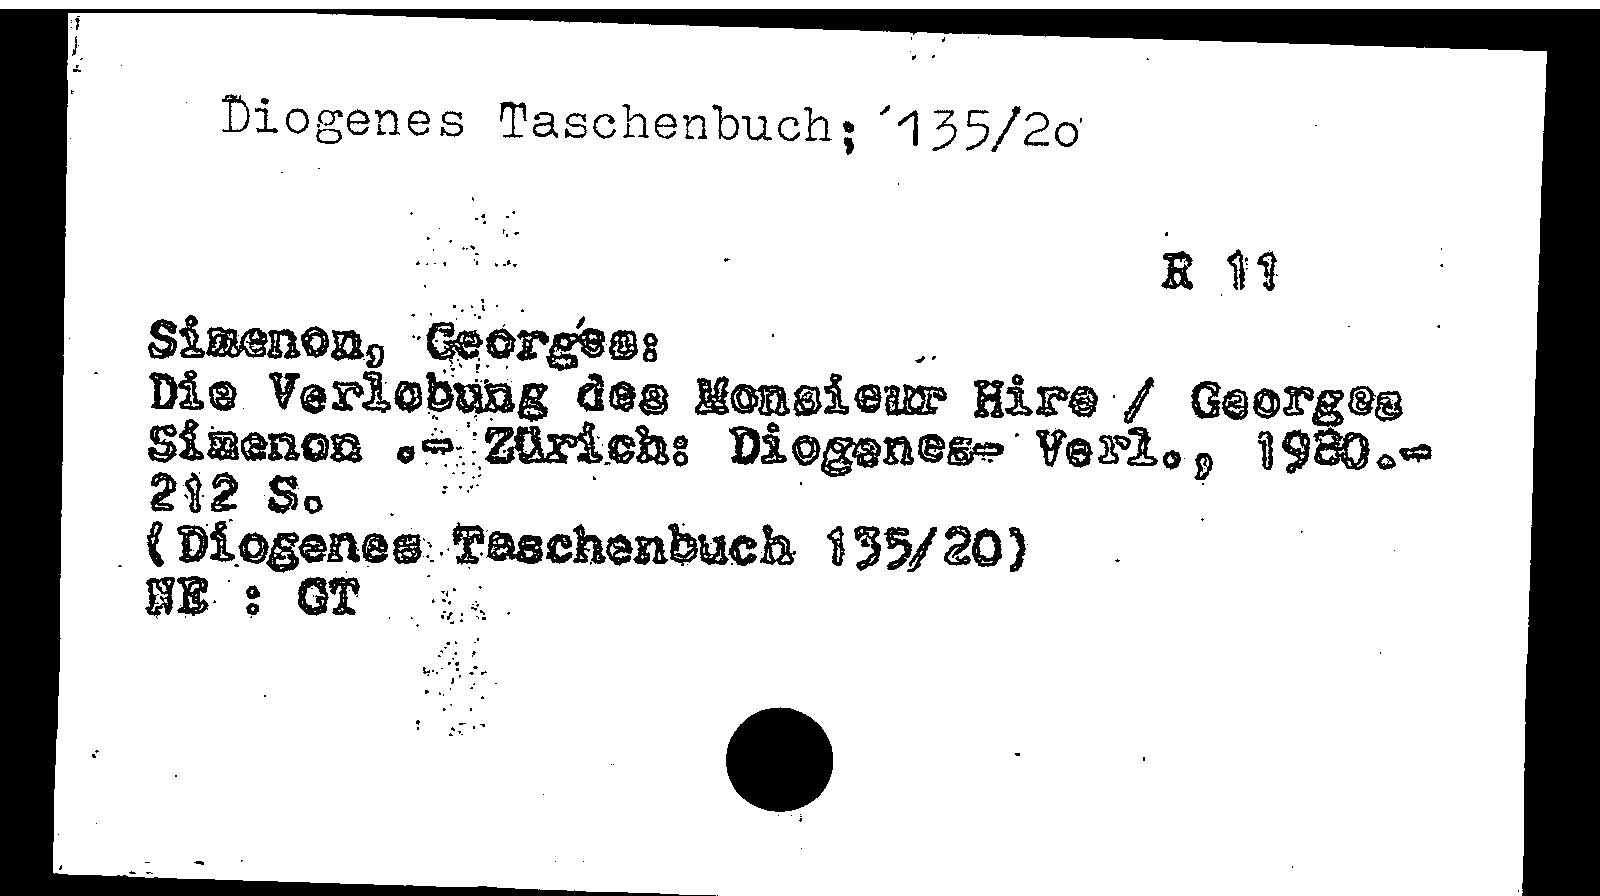 Diogenes Taschenbuch; 135/20
R 11
Simenon, Georges:
Die Verlobung des Monsieur Hire / Georges
Simenon .- Zürich: Diogenes- Verl., 1980.-
212 S.
(Diogenes Taschenbuch 135/20)
NE : GT